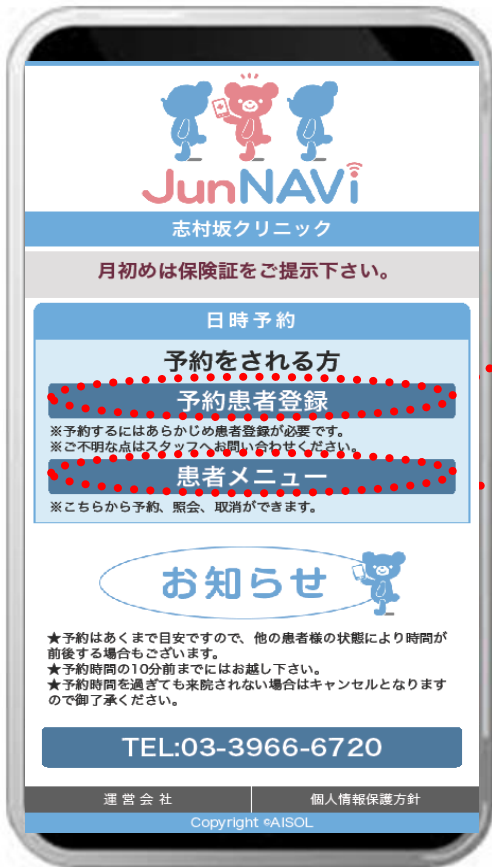 JunNAVi
志村坂クリニック
月初めは保険証をご提示下さい。
日時予約
予約をされる方
予約患者登録
※予約するにはあらかじめ患者登録が必要です。
※ご不明な点はスタッフへお問い合わせください。
患者メニュー
※こちらから予約、照会、取消ができます。
お知らせ
★予約はあくまで目安ですので、他の患者様の状態により時間が
前後する場合もございます。
★予約時間の10分前までにはお越し下さい。
★予約時間を過ぎても来院されない場合はキャンセルとなります
ので御了承ください。
TEL:03-3966-6720
運営会社 個人情報保護方針
Copyright ©AISOL